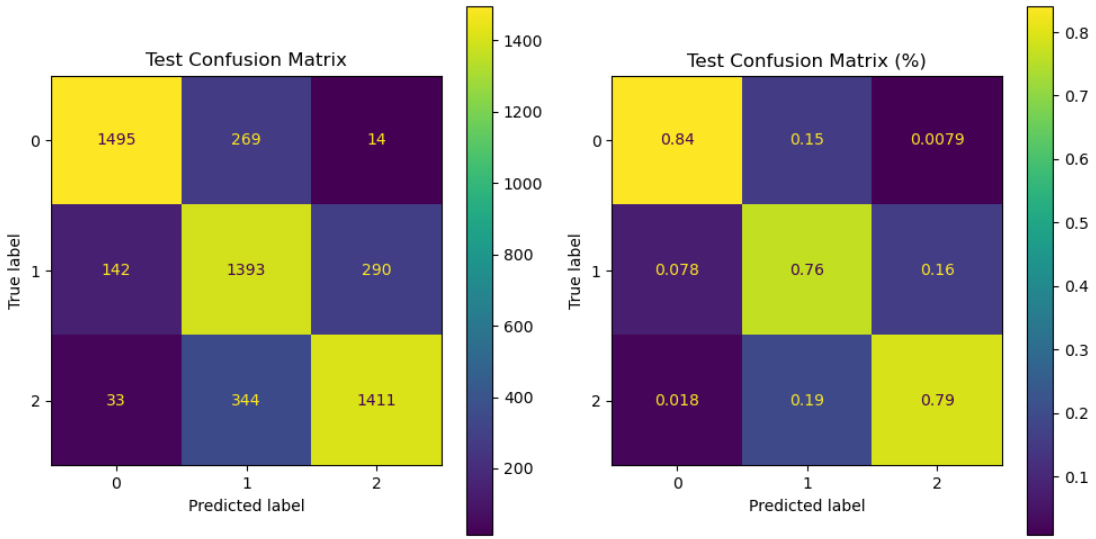 Test Confusion Matrix
True label
0
1
2
1495 269 14
142 1393 290
33 344 1411
0 1 2
Predicted label
1400
1200
1000
800
600
400
200
Test Confusion Matrix (%)
True label
0
1
2
0.84 0.15 0.0079
0.078 0.76 0.16
0.018 0.19 0.79
0 1 2
Predicted label
0.8
0.7
0.6
0.5
0.4
0.3
0.2
0.1